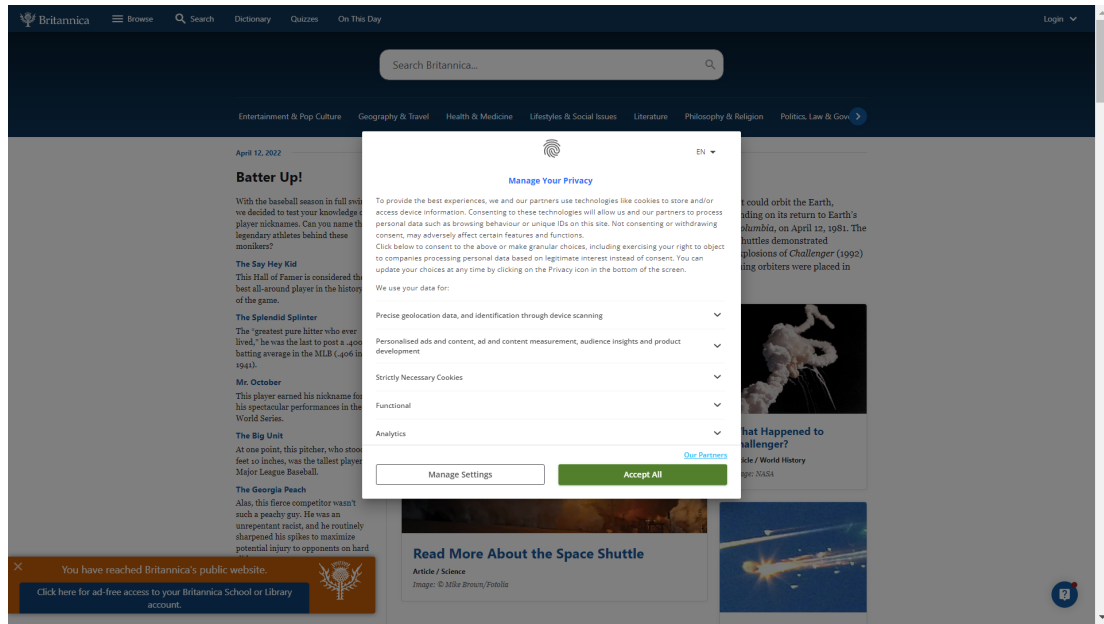 Britannica
Browse
Search
Dictionary
Quizzes
On This Day
Login
Search Britannica...
Entertainment & Pop Culture
Geography & Travel
Health & Medicine
Lifestyles & Social Issues
Literature
Philosophy & Religion
Politics, Law & Gov
April 12, 2022
Batter Up!
With the baseball season in full swi
we decided to test your knowledge
player nicknames. Can you name th
legendary athletes behind these
monikers?
The Say Hey Kid
This Hall of Famer is considered the
best all-around player in the history
of the game.
The Splendid Splinter
The "greatest pure hitter who ever
lived," he was the last to post a .400
batting average in the MLB (.406 in
1941).
Mr. October
This player earned his nickname for
his spectacular performances in the
World Series.
The Big Unit
At one point, this pitcher, who stoo
feet 10 inches, was the tallest player
Major League Baseball.
The Georgia Peach
Alas, this fierce competitor wasn't
such a peachy guy. He was an
unrepentant racist, and he routinely
sharpened his spikes to maximize
potential injury to opponents on hard
EN
Manage Your Privacy
To provide the best experiences, we and our partners use technologies like cookies to store and/or
access device information. Consenting to these technologies will allow us and our partners to process
personal data such as browsing behaviour or unique IDs on this site. Not consenting or withdrawing
consent, may adversely affect certain features and functions.
Click below to consent to the above or make granular choices, including exercising your right to object
to companies processing personal data based on legitimate interest instead of consent. You can
update your choices at any time by clicking on the Privacy icon in the bottom of the screen.
We use your data for:
Precise geolocation data, and identification through device scanning
Personalised ads and content, ad and content measurement, audience insights and product
development
Strictly Necessary Cookies
Functional
Analytics
Our Partners
Manage Settings
Accept All
t could orbit the Earth,
nding on its return to Earth's
olumbia, on April 12, 1981. The
huttles demonstrated
xplosions of Challenger (1992)
ing orbiters were placed in
hat Happened to
hallenger?
icle / World History
ge: NASA
Read More About the Space Shuttle
Article / Science
Image: © Mike Brown/Fotolia
You have reached Britannica's public website.
Click here for ad-free access to your Britannica School or Library
account.